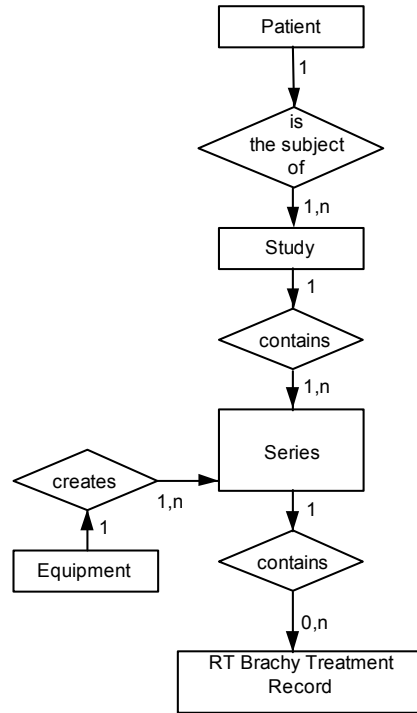 Patient
1
is
the subject
of
1,n
Study
1
contains
1,n
Series
creates
1,n
1
Equipment
1
contains
0,n
RT Brachy Treatment
Record